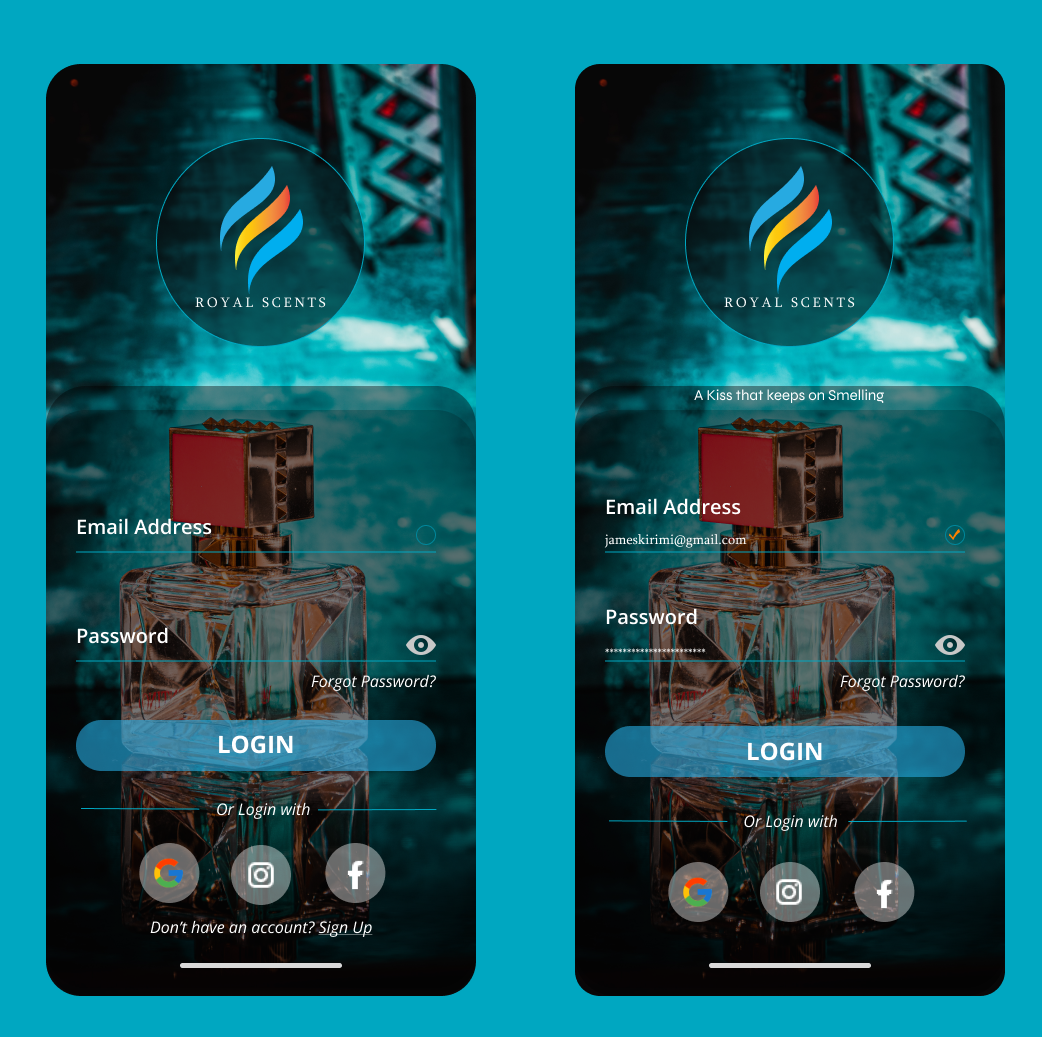 ROYAL SCENTS
Email Address
Password
Forgot Password?
LOGIN
Or Login with
Don't have an account? Sign Up
ROYAL SCENTS
A Kiss that keeps on Smelling
Email Address
jameskirimi@gmail.com
Password
***********************
Forgot Password?
LOGIN
Or Login with